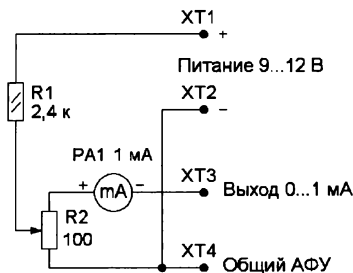 XT1
+
Питание 9...12 В
R1
2,4 к
XT2
−
PA1 1 мА
XT3
+ mA −
Выход 0...1 мА
R2
100
XT4
Общий АФУ